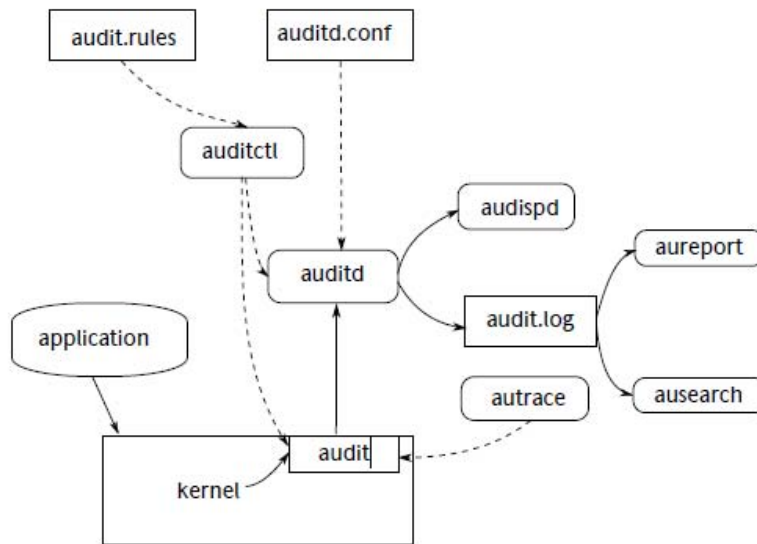 audit.rules
auditd.conf
auditctl
audispd
auditd
aureport
audit.log
application
autrace
ausearch
audit
kernel